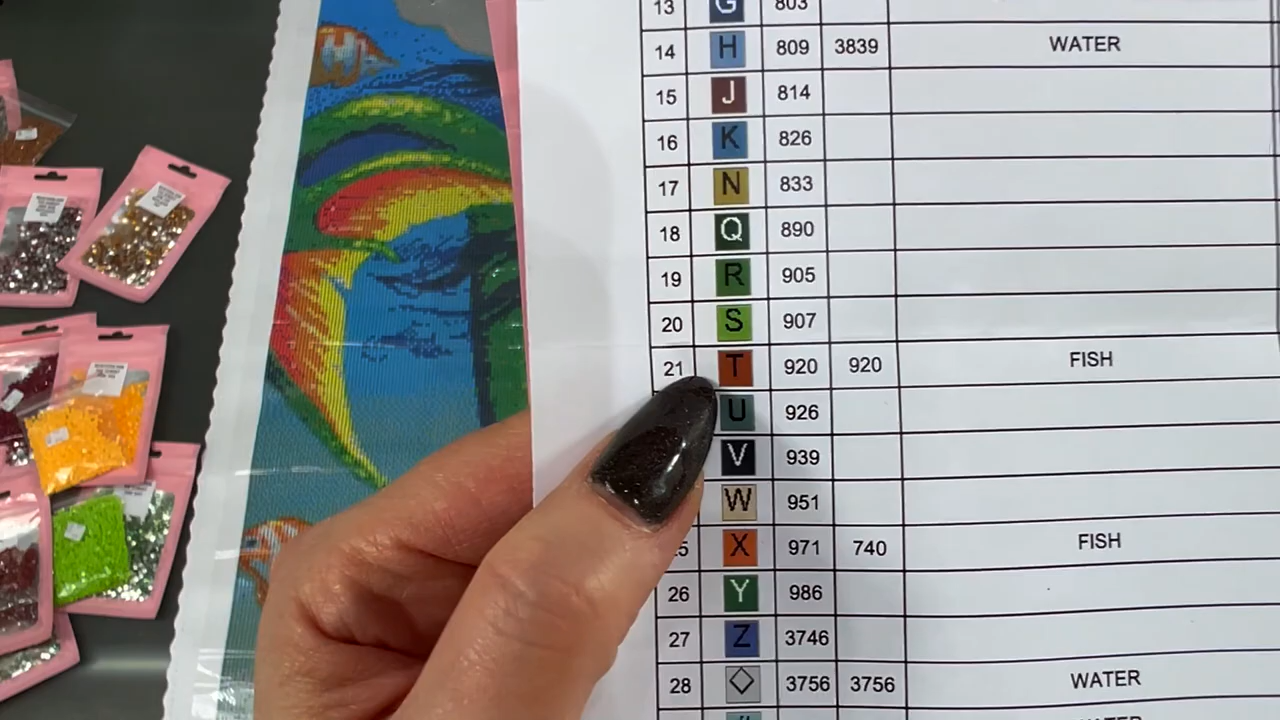 13 G 803
14 H 809 3839 WATER
15 J 814
16 K 826
17 N 833
18 Q 890
19 R 905
20 S 907
21 T 920 920 FISH
U 926
V 939
W 951
X 971 740 FISH
26 Y 986
27 Z 3746
28 ◇ 3756 3756 WATER
WATER